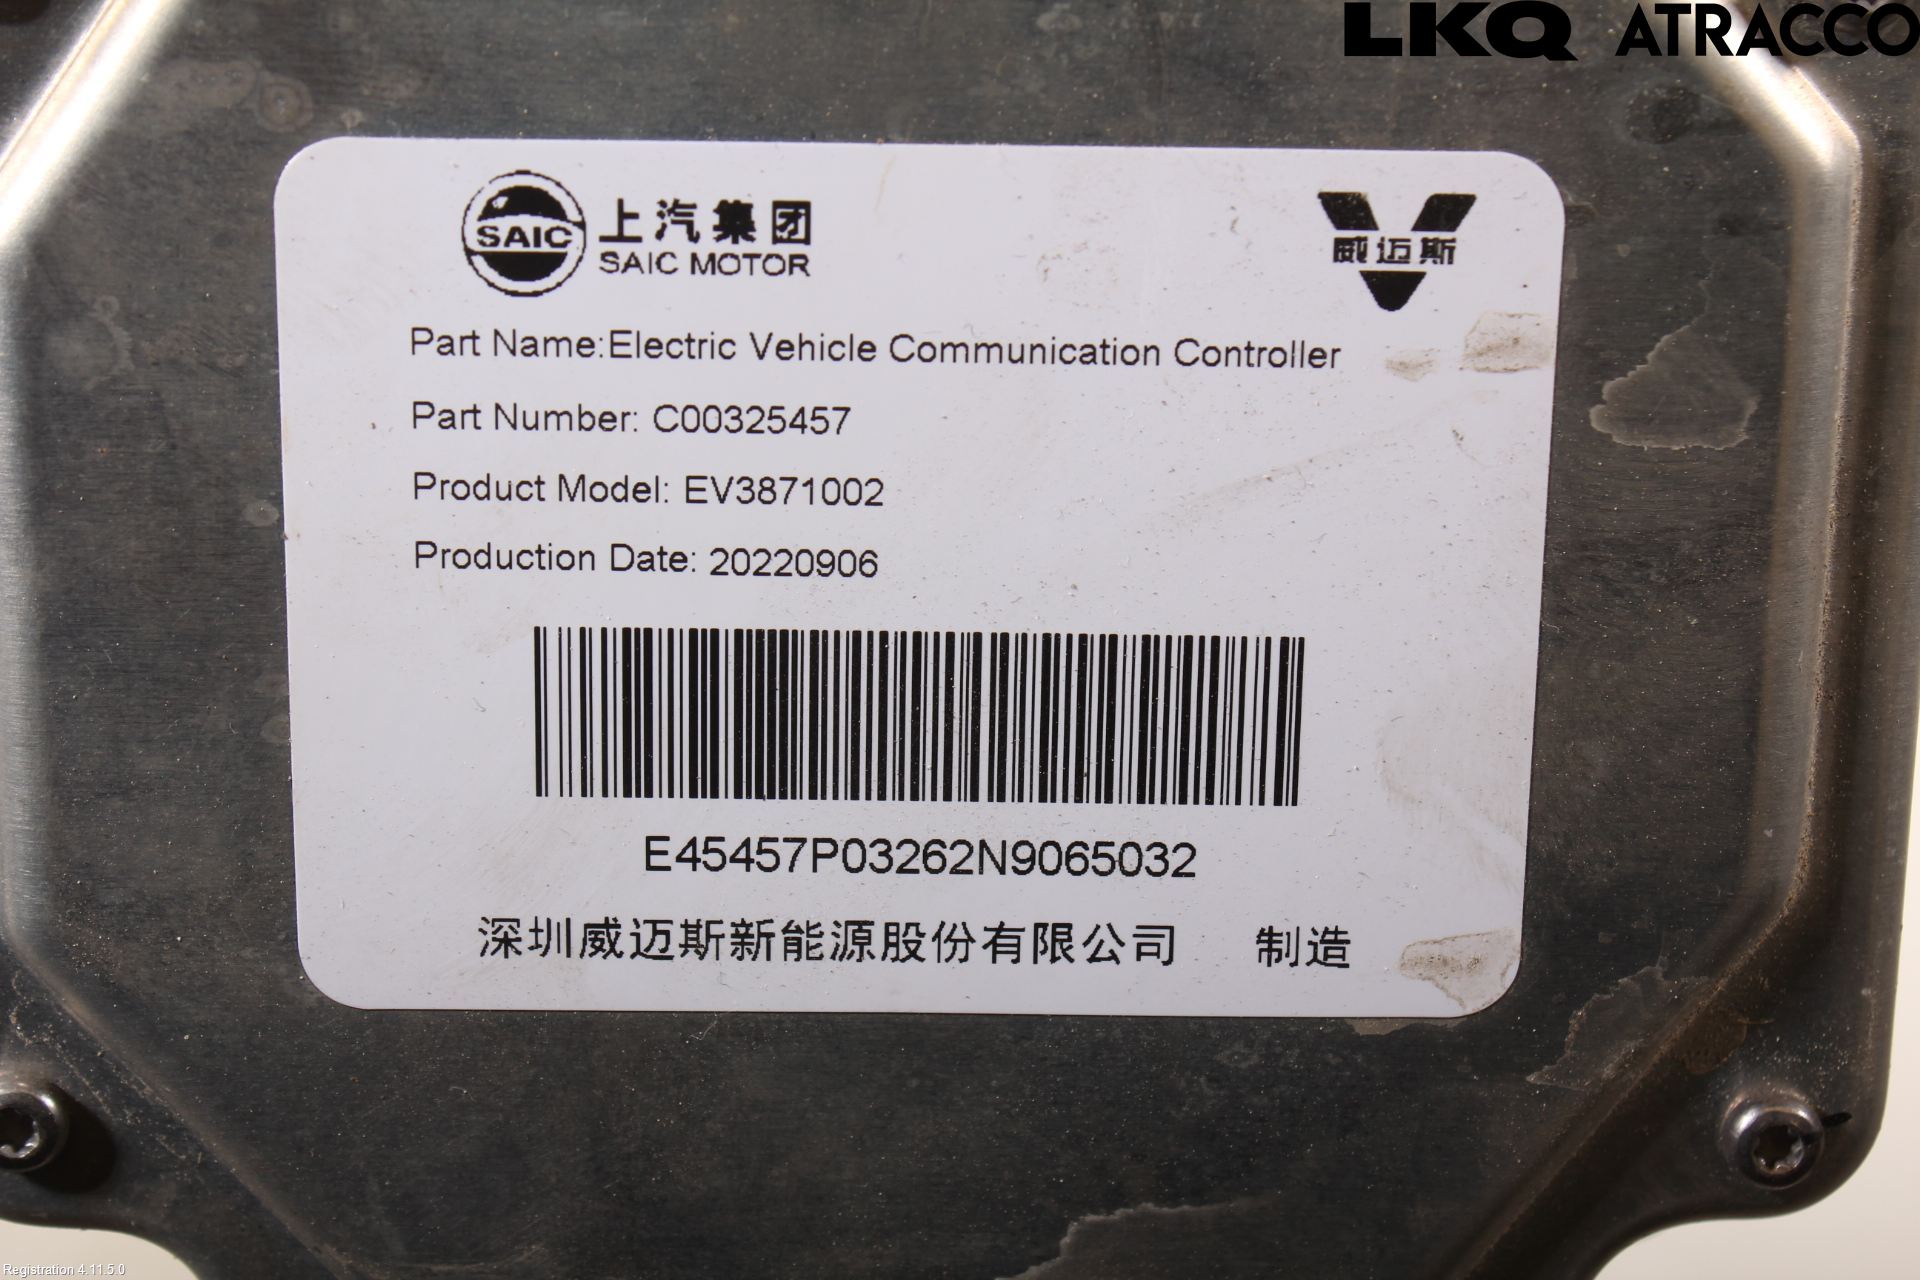 LKQ ATRACCO
SAIC 上汽集团
SAIC MOTOR
威迈斯
Part Name:Electric Vehicle Communication Controller
Part Number: C00325457
Product Model: EV3871002
Production Date: 20220906
E45457P03262N9065032
深圳威迈斯新能源股份有限公司 制造
Registration 4.11.5.0